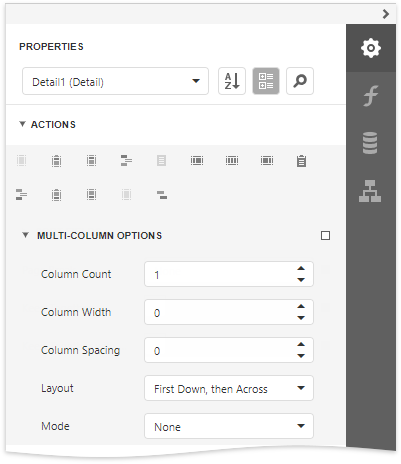 PROPERTIES
Detail1 (Detail)
A
Z
ACTIONS
MULTI-COLUMN OPTIONS
Column Count 1
Column Width 0
Column Spacing 0
Layout First Down, then Across
Mode None